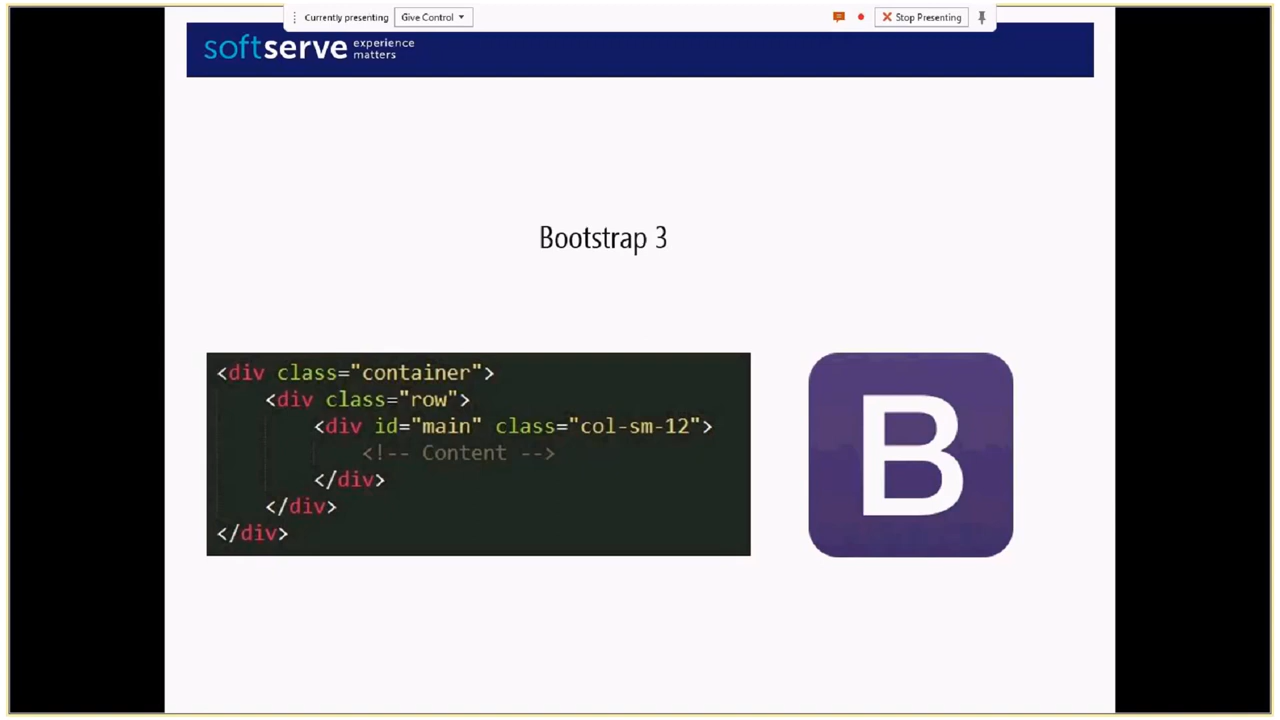 Currently presenting Give Control Stop Presenting
softserve experience matters
Bootstrap 3
<div class="container">
<div class="row">
<div id="main" class="col-sm-12">
<!-- Content -->
</div>
</div>
</div>
B